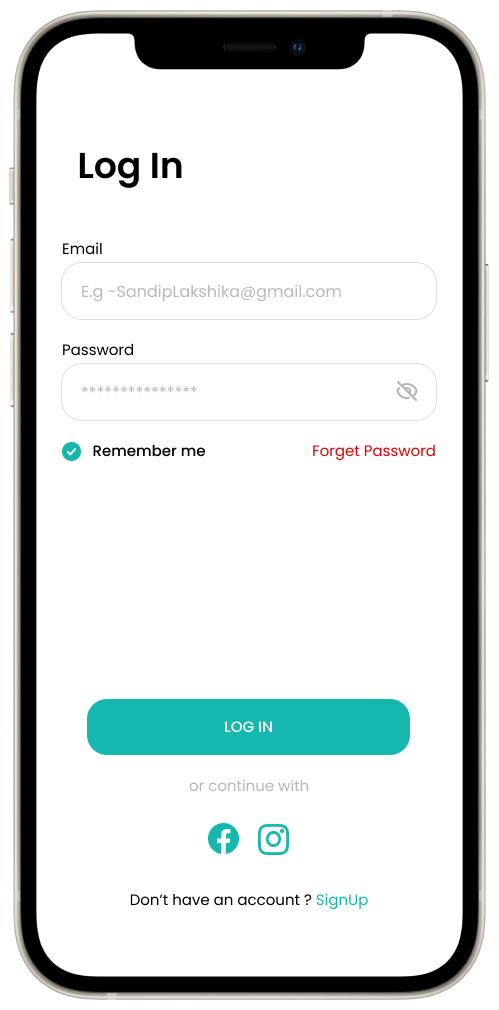 Log In
Email
E.g -SandipLakshika@gmail.com
Password
***************
Remember me Forget Password
LOG IN
or continue with
Don’t have an account ? SignUp